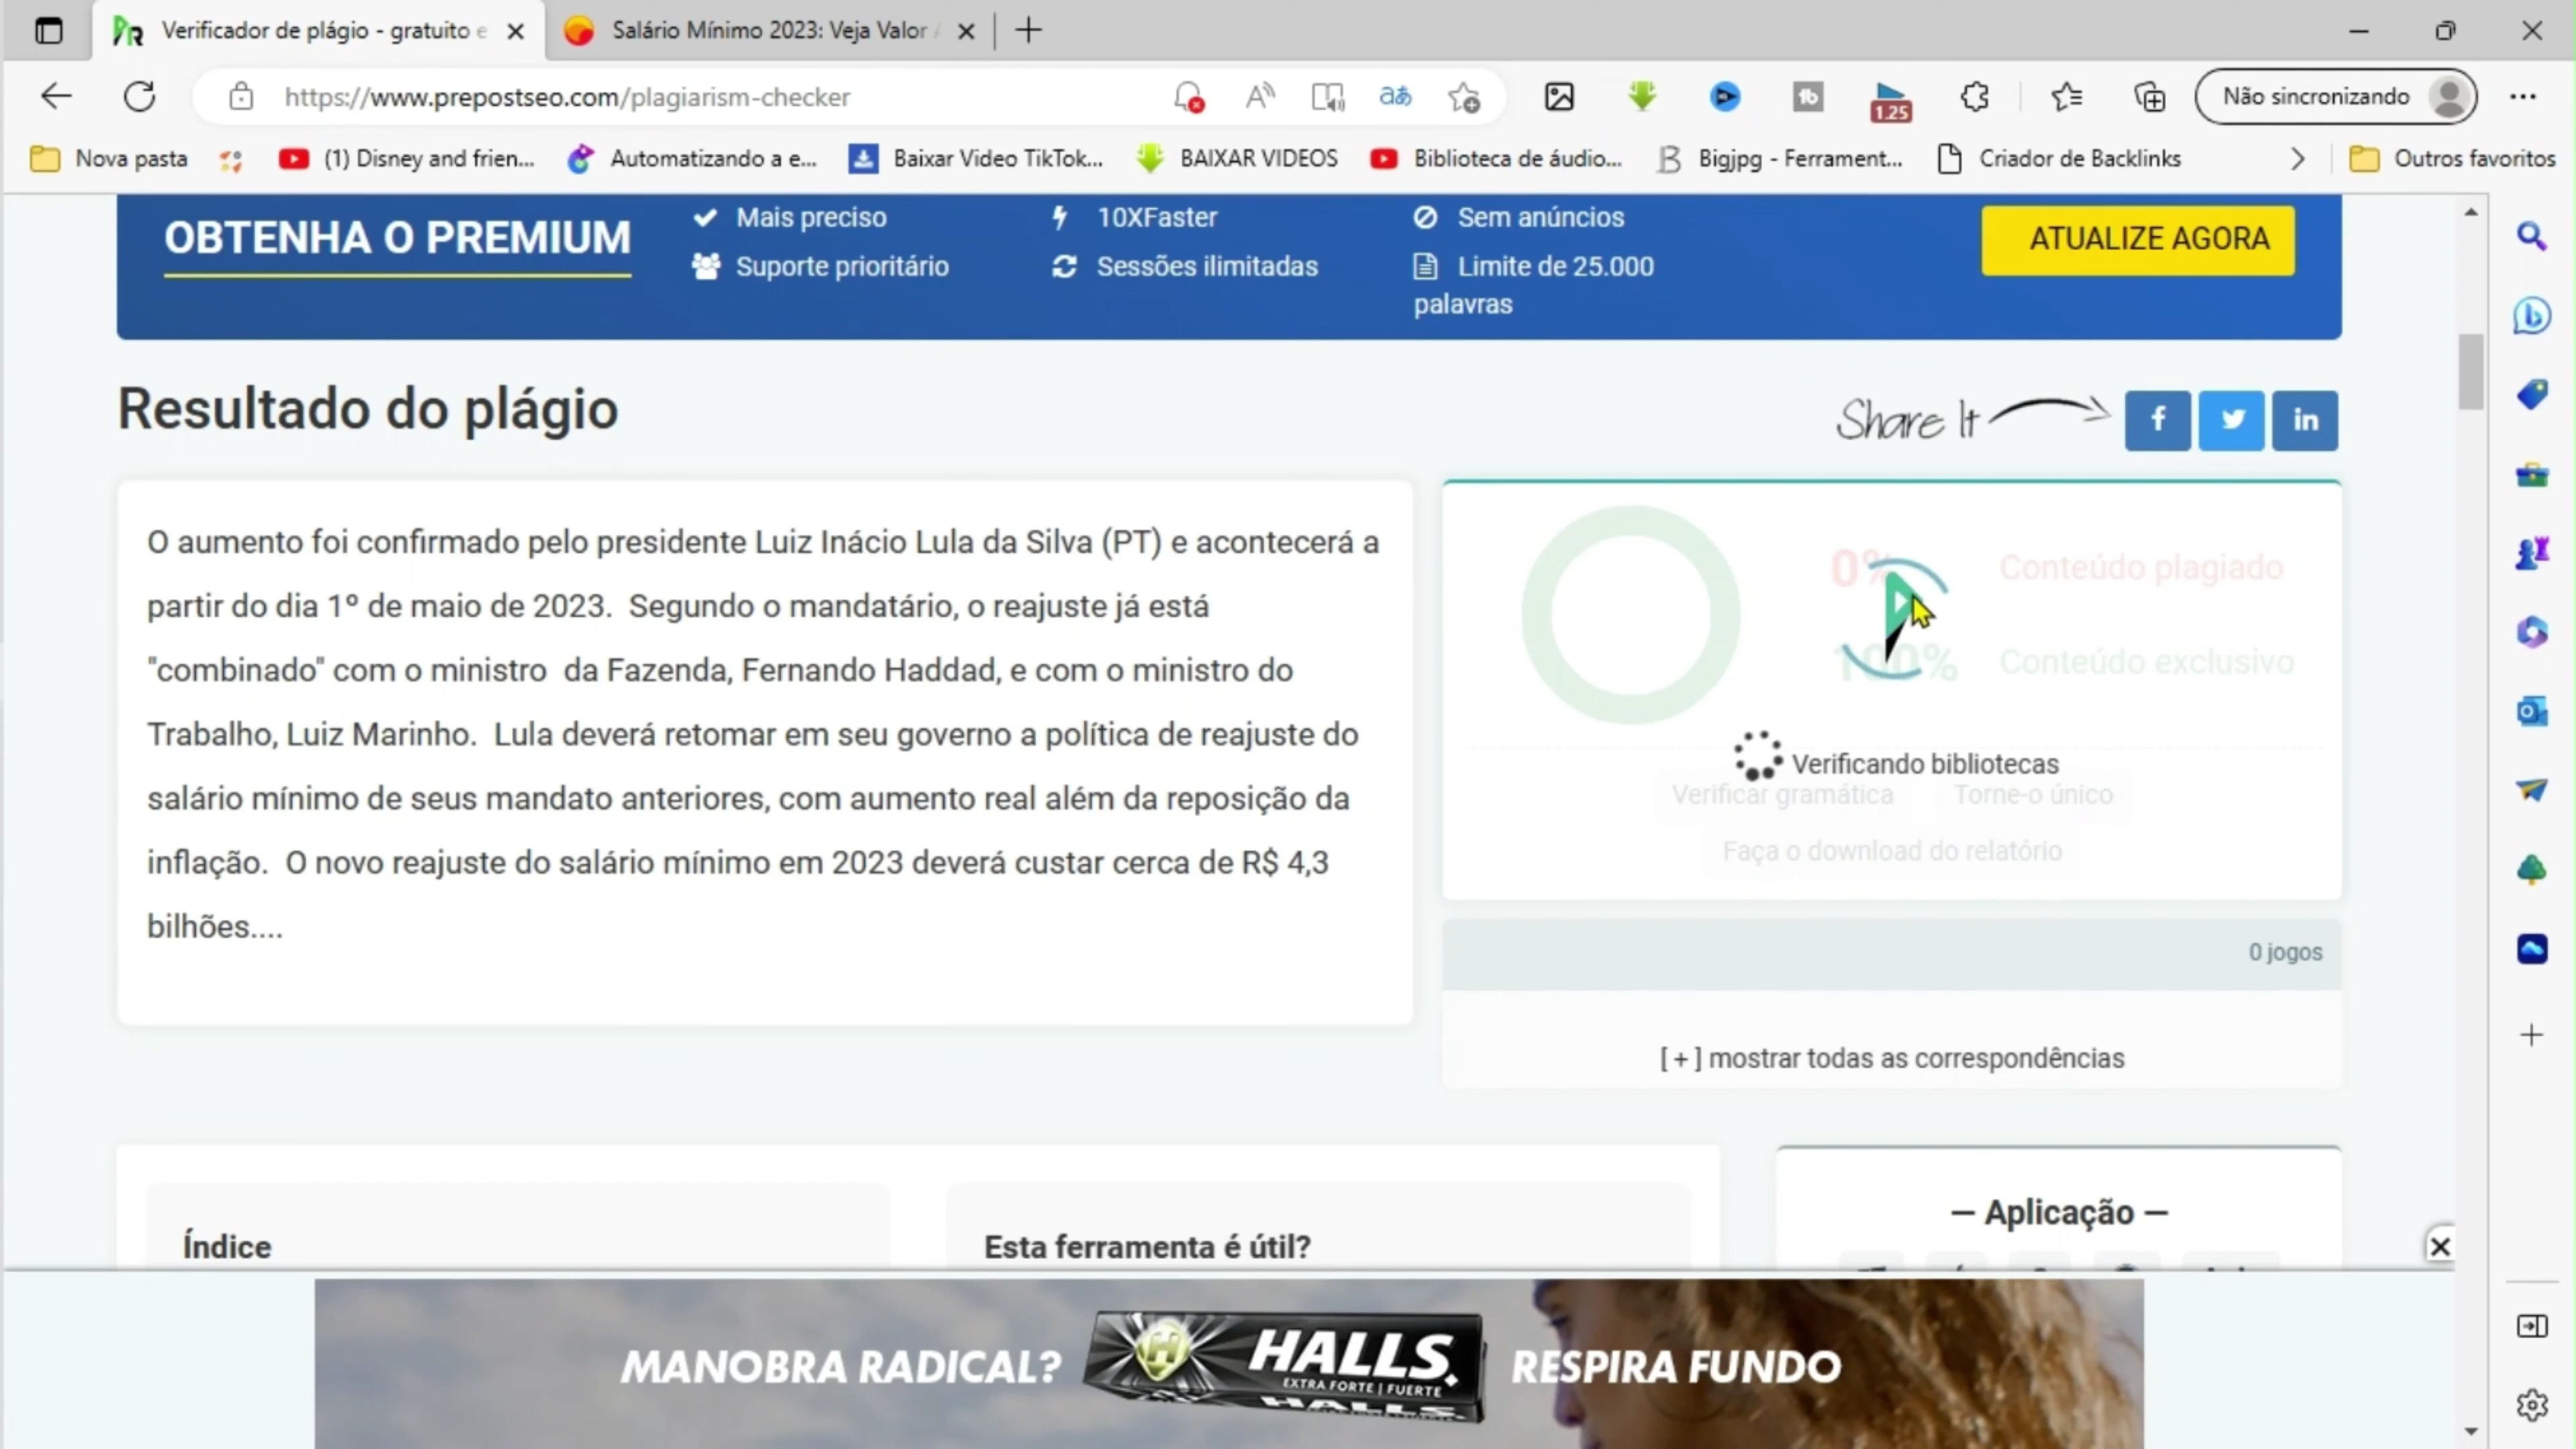 Verificador de plágio - gratuito e
Salário Mínimo 2023: Veja Valor
https://www.prepostseo.com/plagiarism-checker
aあ
1.25
Não sincronizando
Nova pasta
(1) Disney and frien...
Automatizando a e...
Baixar Video TikTok...
BAIXAR VIDEOS
Biblioteca de áudio...
Bigjpg - Ferrament...
Criador de Backlinks
Outros favoritos
OBTENHA O PREMIUM
Mais preciso
10XFaster
Sem anúncios
Suporte prioritário
Sessões ilimitadas
Limite de 25.000
palavras
ATUALIZE AGORA
Resultado do plágio
Share It
O aumento foi confirmado pelo presidente Luiz Inácio Lula da Silva (PT) e acontecerá a
partir do dia 1º de maio de 2023. Segundo o mandatário, o reajuste já está
"combinado" com o ministro da Fazenda, Fernando Haddad, e com o ministro do
Trabalho, Luiz Marinho. Lula deverá retomar em seu governo a política de reajuste do
salário mínimo de seus mandato anteriores, com aumento real além da reposição da
inflação. O novo reajuste do salário mínimo em 2023 deverá custar cerca de R$ 4,3
bilhões....
0% Conteúdo plagiado
100% Conteúdo exclusivo
Verificando bibliotecas
Verificar gramática
Torne-o único
Faça o download do relatório
0 jogos
[ + ] mostrar todas as correspondências
Índice
Esta ferramenta é útil?
— Aplicação —
MANOBRA RADICAL?
HALLS.
EXTRA FORTE | FUERTE
RESPIRA FUNDO